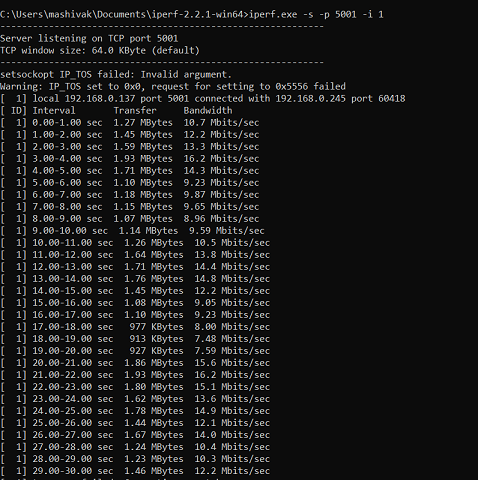 C:\Users\mashivak\Documents\iperf-2.2.1-win64>iperf.exe -s -p 5001 -i 1
------------------------------------------------------------
Server listening on TCP port 5001
TCP window size: 64.0 KByte (default)
------------------------------------------------------------
setsockopt IP_TOS failed: Invalid argument.
Warning: IP_TOS set to 0x0, request for setting to 0x5556 failed
[  1] local 192.168.0.137 port 5001 connected with 192.168.0.245 port 60418
[ ID] Interval       Transfer     Bandwidth
[  1] 0.00-1.00 sec  1.27 MBytes  10.7 Mbits/sec
[  1] 1.00-2.00 sec  1.45 MBytes  12.2 Mbits/sec
[  1] 2.00-3.00 sec  1.59 MBytes  13.3 Mbits/sec
[  1] 3.00-4.00 sec  1.93 MBytes  16.2 Mbits/sec
[  1] 4.00-5.00 sec  1.71 MBytes  14.3 Mbits/sec
[  1] 5.00-6.00 sec  1.10 MBytes  9.23 Mbits/sec
[  1] 6.00-7.00 sec  1.18 MBytes  9.87 Mbits/sec
[  1] 7.00-8.00 sec  1.15 MBytes  9.65 Mbits/sec
[  1] 8.00-9.00 sec  1.07 MBytes  8.96 Mbits/sec
[  1] 9.00-10.00 sec  1.14 MBytes  9.59 Mbits/sec
[  1] 10.00-11.00 sec  1.26 MBytes  10.5 Mbits/sec
[  1] 11.00-12.00 sec  1.64 MBytes  13.8 Mbits/sec
[  1] 12.00-13.00 sec  1.71 MBytes  14.4 Mbits/sec
[  1] 13.00-14.00 sec  1.76 MBytes  14.8 Mbits/sec
[  1] 14.00-15.00 sec  1.45 MBytes  12.2 Mbits/sec
[  1] 15.00-16.00 sec  1.08 MBytes  9.05 Mbits/sec
[  1] 16.00-17.00 sec  1.10 MBytes  9.23 Mbits/sec
[  1] 17.00-18.00 sec   977 KBytes  8.00 Mbits/sec
[  1] 18.00-19.00 sec   913 KBytes  7.48 Mbits/sec
[  1] 19.00-20.00 sec   927 KBytes  7.59 Mbits/sec
[  1] 20.00-21.00 sec  1.86 MBytes  15.6 Mbits/sec
[  1] 21.00-22.00 sec  1.93 MBytes  16.2 Mbits/sec
[  1] 22.00-23.00 sec  1.80 MBytes  15.1 Mbits/sec
[  1] 23.00-24.00 sec  1.62 MBytes  13.6 Mbits/sec
[  1] 24.00-25.00 sec  1.78 MBytes  14.9 Mbits/sec
[  1] 25.00-26.00 sec  1.44 MBytes  12.1 Mbits/sec
[  1] 26.00-27.00 sec  1.67 MBytes  14.0 Mbits/sec
[  1] 27.00-28.00 sec  1.24 MBytes  10.4 Mbits/sec
[  1] 28.00-29.00 sec  1.23 MBytes  10.3 Mbits/sec
[  1] 29.00-30.00 sec  1.46 MBytes  12.2 Mbits/sec